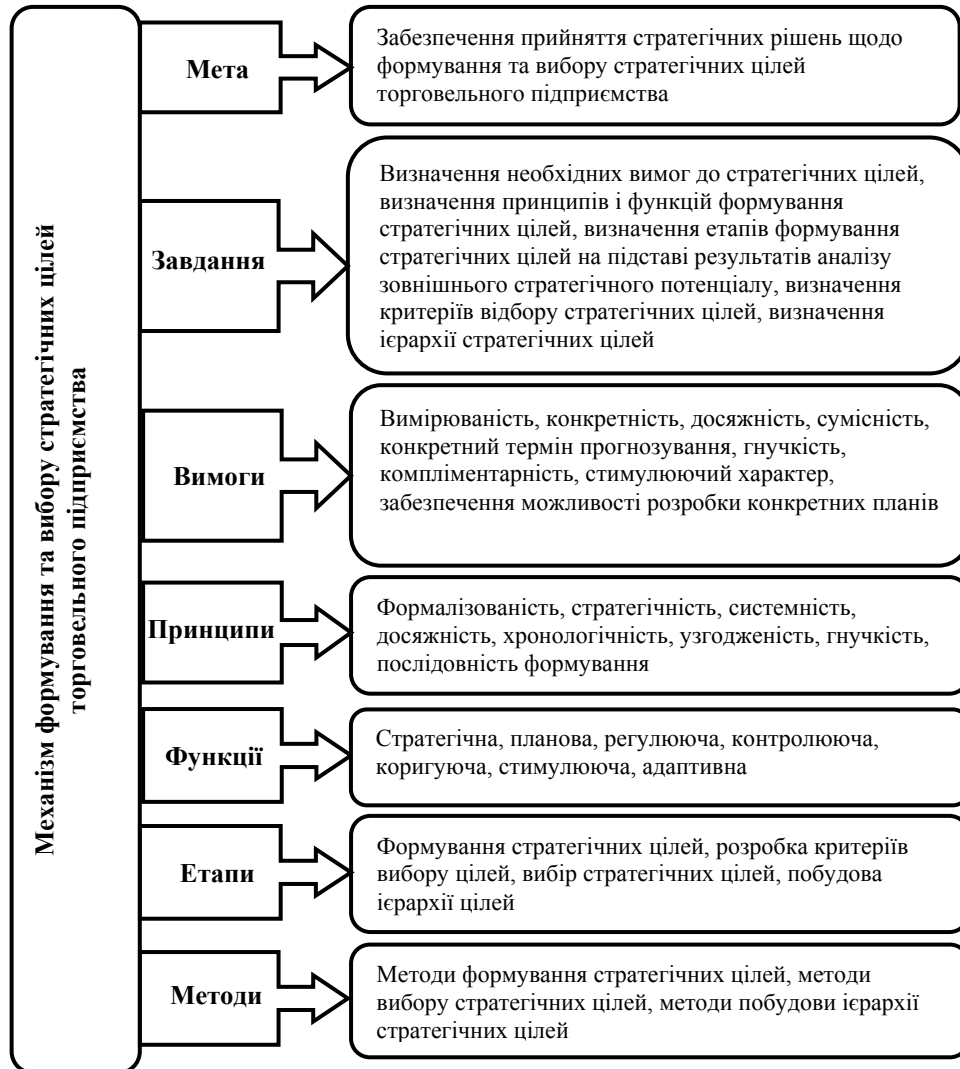 Механізм формування та вибору стратегічних цілей
торговельного підприємства
Мета
Забезпечення прийняття стратегічних рішень щодо
формування та вибору стратегічних цілей
торговельного підприємства
Завдання
Визначення необхідних вимог до стратегічних цілей,
визначення принципів і функцій формування
стратегічних цілей, визначення етапів формування
стратегічних цілей на підставі результатів аналізу
зовнішнього стратегічного потенціалу, визначення
критеріїв відбору стратегічних цілей, визначення
ієрархії стратегічних цілей
Вимоги
Вимірюваність, конкретність, досяжність, сумісність,
конкретний термін прогнозування, гнучкість,
компліментарність, стимулюючий характер,
забезпечення можливості розробки конкретних планів
Принципи
Формалізованість, стратегічність, системність,
досяжність, хронологічність, узгодженість, гнучкість,
послідовність формування
Функції
Стратегічна, планова, регулююча, контролююча,
коригуюча, стимулююча, адаптивна
Етапи
Формування стратегічних цілей, розробка критеріїв
вибору цілей, вибір стратегічних цілей, побудова
ієрархії цілей
Методи
Методи формування стратегічних цілей, методи
вибору стратегічних цілей, методи побудови ієрархії
стратегічних цілей